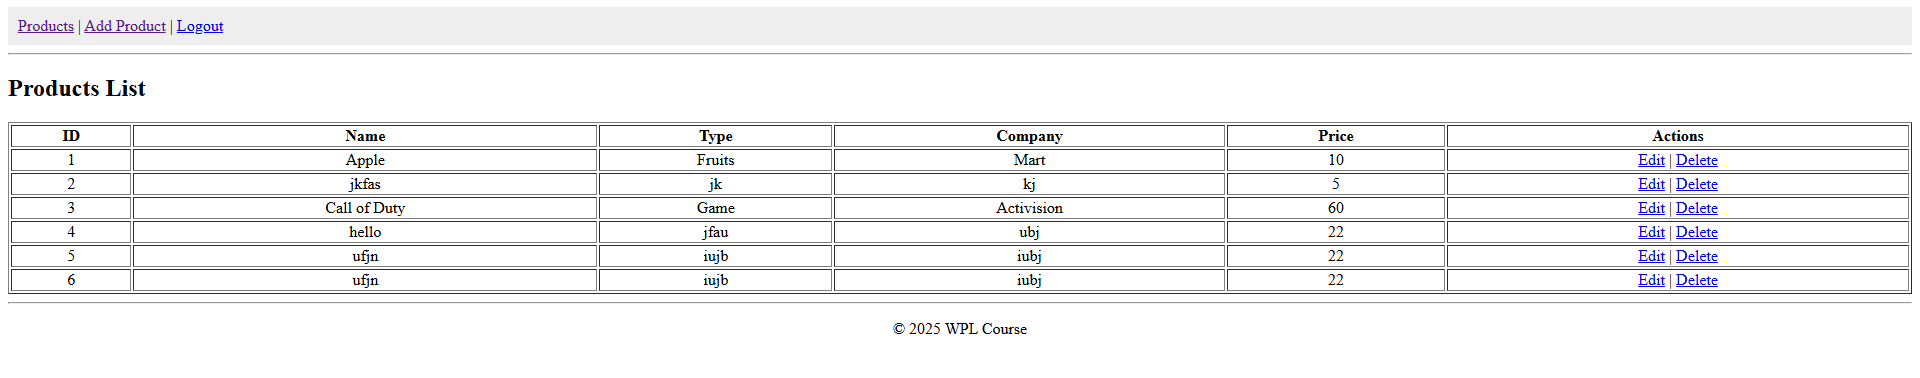 Products | Add Product | Logout
Products List
ID Name Type Company Price Actions
1 Apple Fruits Mart 10 Edit | Delete
2 jkfas jk kj 5 Edit | Delete
3 Call of Duty Game Activision 60 Edit | Delete
4 hello jfau ubj 22 Edit | Delete
5 ufjn iujb iubj 22 Edit | Delete
6 ufjn iujb iubj 22 Edit | Delete
© 2025 WPL Course